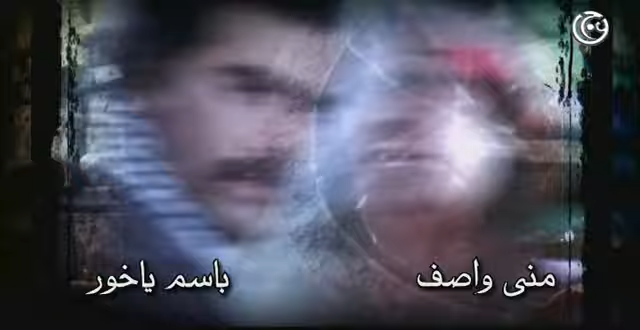 منى واصف
باسم ياخور